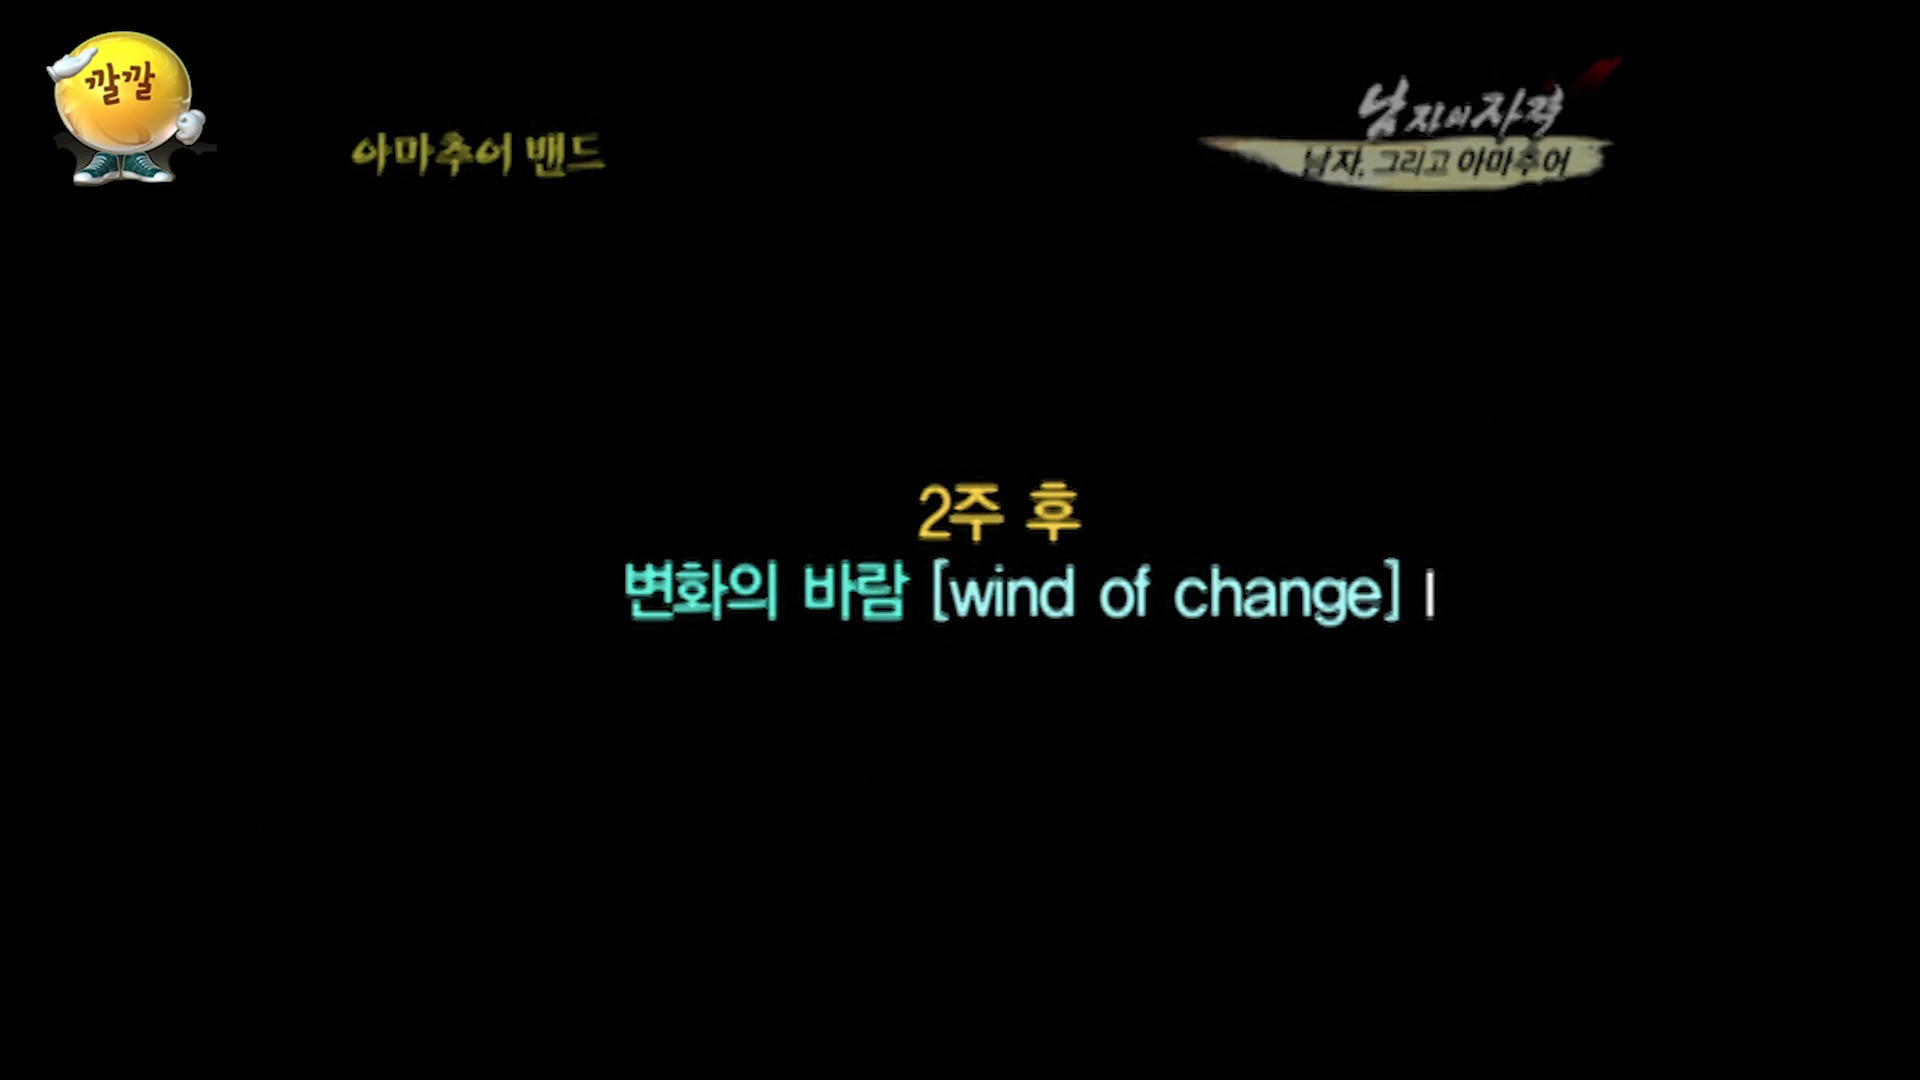 깔깔
남자의 자격
아마추어 밴드
남자, 그리고 아마추어
2주 후
변화의 바람 [wind of change]